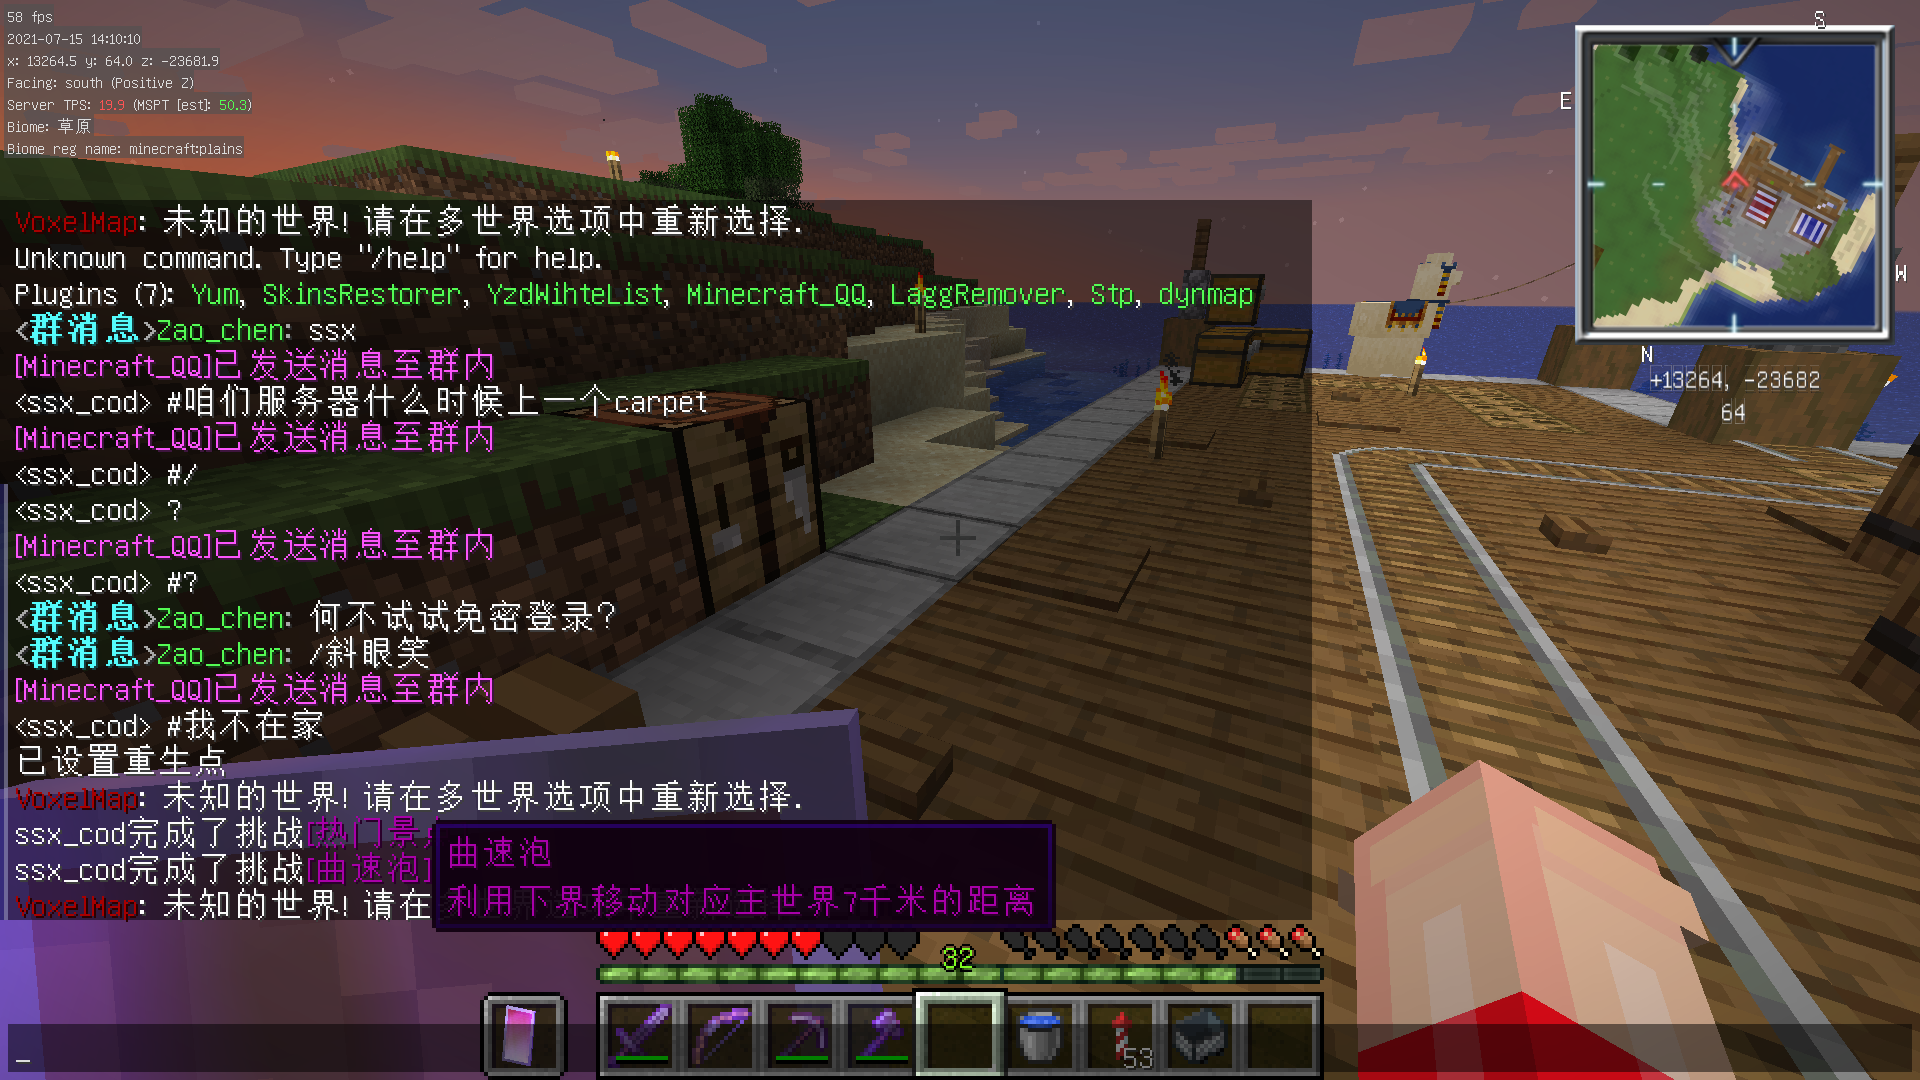 58 fps
2021-07-15 14:10:10
x: 13264.5 y: 64.0 z: -23681.9
Facing: south (Positive Z)
Server TPS: 19.9 (MSPT [est]: 50.3)
Biome: 草原
Biome reg name: minecraft:plains
S
E
W
N
+13264, -23682
64
VoxelMap: 未知的世界! 请在多世界选项中重新选择.
Unknown command. Type "/help" for help.
Plugins (7): Yum, SkinsRestorer, YzdWihteList, Minecraft_QQ, LaggRemover, Stp, dynmap
<群消息>Zao_chen: ssx
[Minecraft_QQ]已发送消息至群内
<ssx_cod> #咱们服务器什么时候上一个carpet
[Minecraft_QQ]已发送消息至群内
<ssx_cod> #/
<ssx_cod> ?
[Minecraft_QQ]已发送消息至群内
<ssx_cod> #?
<群消息>Zao_chen: 何不试试免密登录?
<群消息>Zao_chen: /斜眼笑
[Minecraft_QQ]已发送消息至群内
<ssx_cod> #我不在家
已设置重生点
VoxelMap: 未知的世界! 请在多世界选项中重新选择.
ssx_cod完成了挑战[热门景点
ssx_cod完成了挑战[曲速泡]
VoxelMap: 未知的世界! 请在
曲速泡
利用下界移动对应主世界7千米的距离
32
53
_